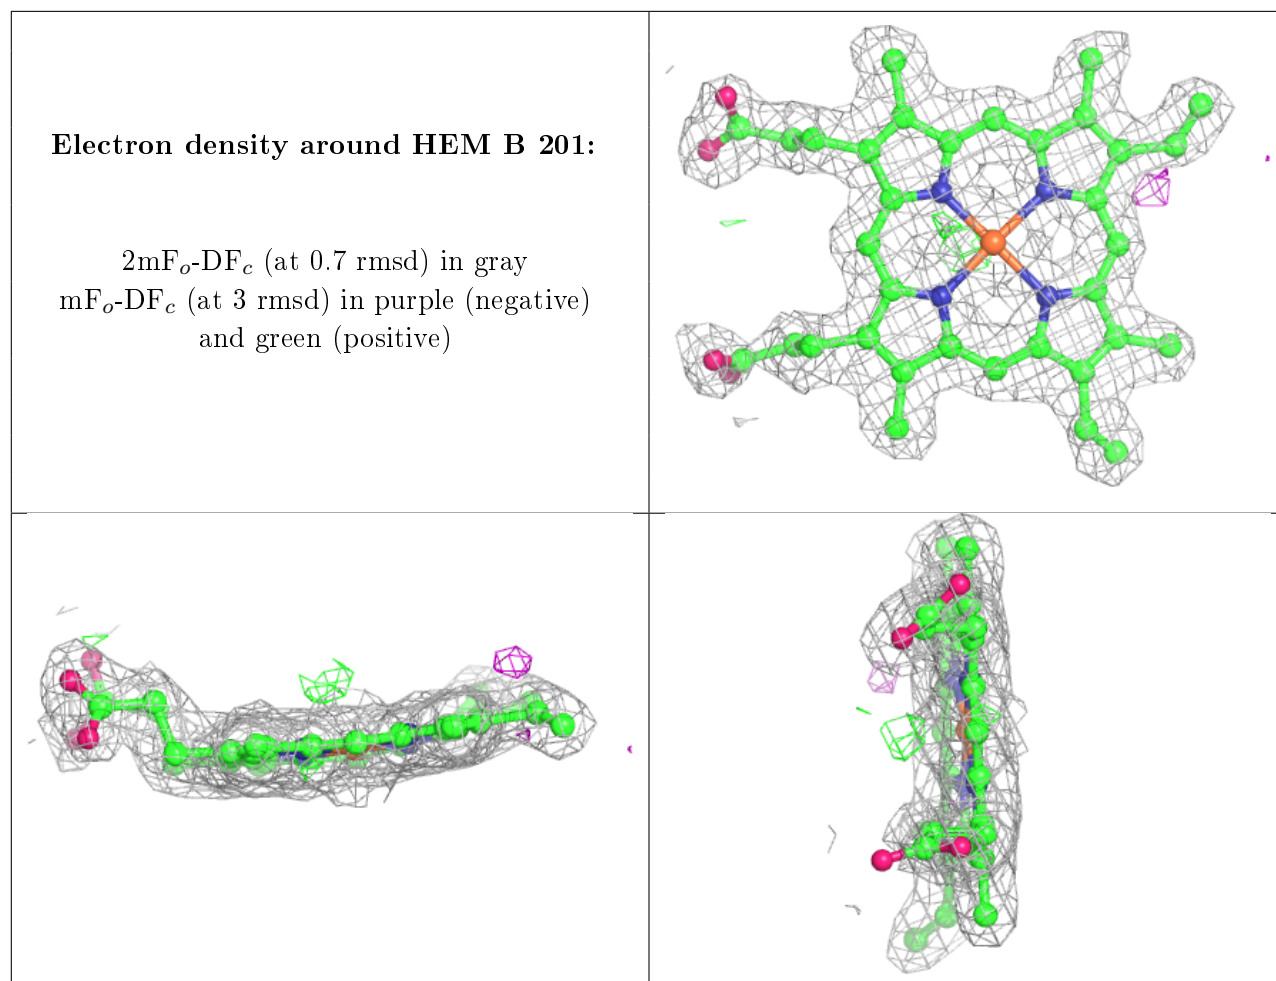 Electron density around HEM B 201:
2mFo-DFc (at 0.7 rmsd) in gray
mFo-DFc (at 3 rmsd) in purple (negative)
and green (positive)